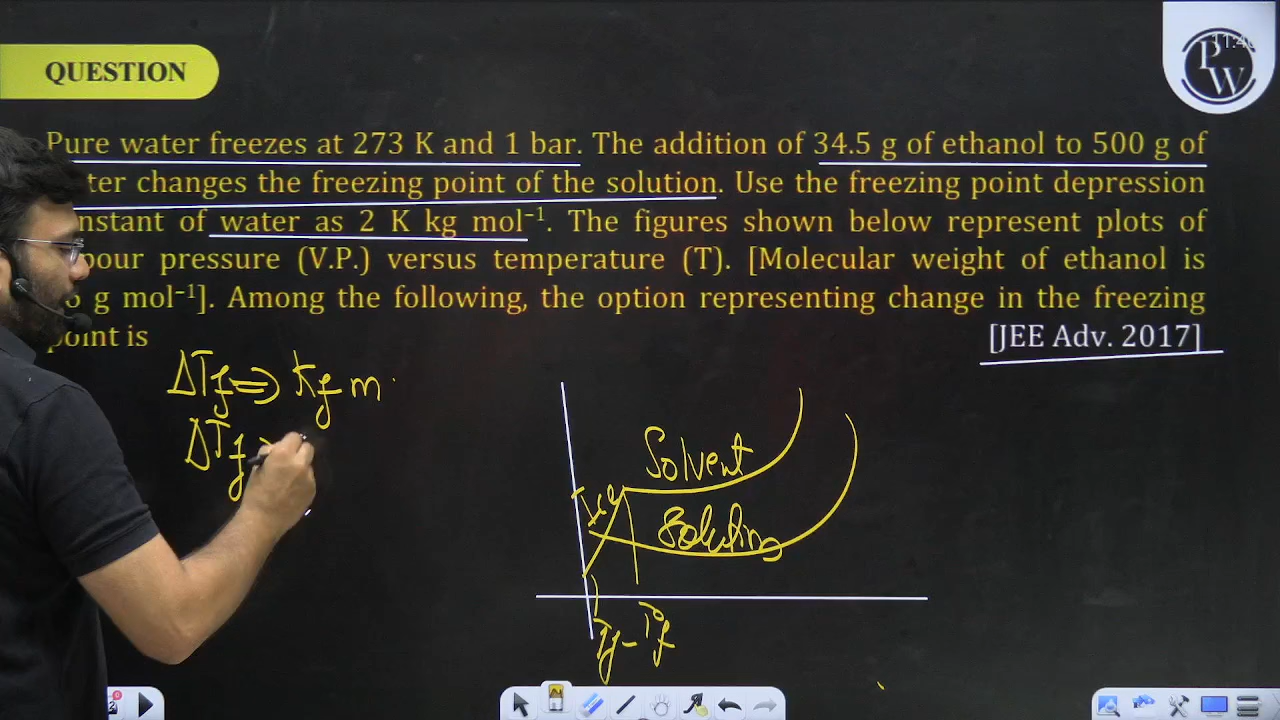 QUESTION
Pure water freezes at 273 K and 1 bar. The addition of 34.5 g of ethanol to 500 g of
ter changes the freezing point of the solution. Use the freezing point depression
nstant of water as 2 K kg mol⁻¹. The figures shown below represent plots of
pour pressure (V.P.) versus temperature (T). [Molecular weight of ethanol is
6 g mol⁻¹]. Among the following, the option representing change in the freezing
point is
[JEE Adv. 2017]
ΔTf ⇒ Kf m
ΔTf
Solvent
Ice
Solution
Tf - T°f
PW